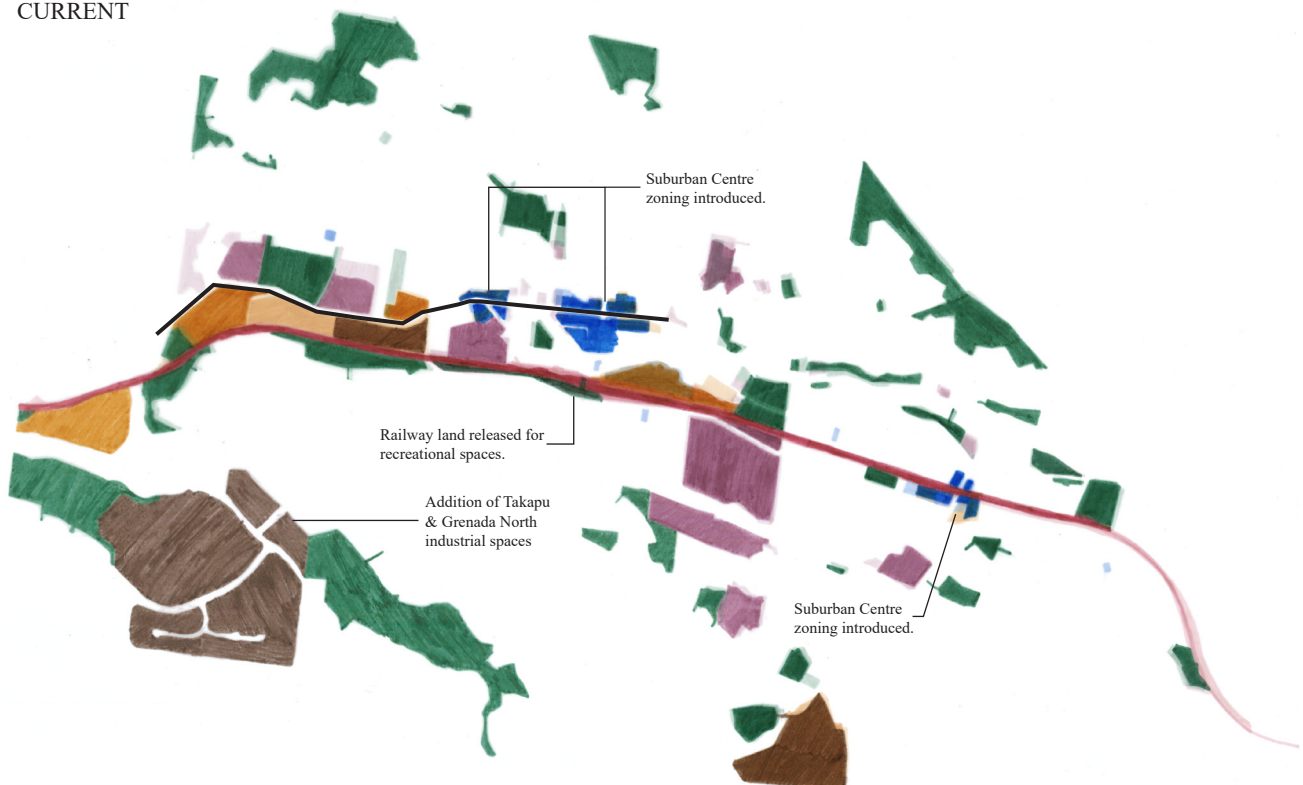 CURRENT
Suburban Centre
zoning introduced.
Railway land released for
recreational spaces.
Addition of Takapu
& Grenada North
industrial spaces
Suburban Centre
zoning introduced.